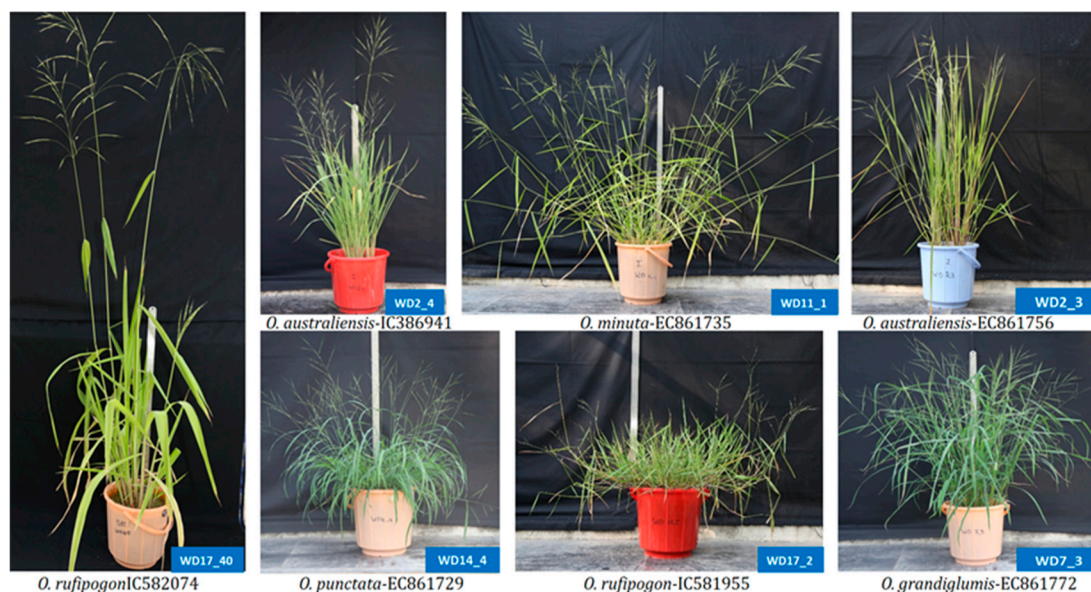 WD2_4
WD11_1
WD2_3
O. australiensis-IC386941
O. minuta-EC861735
O. australiensis-EC861756
WD17_40
WD14_4
WD17_2
WD7_3
O. rufipogonIC582074
O. punctata-EC861729
O. rufipogon-IC581955
O. grandiglumis-EC861772